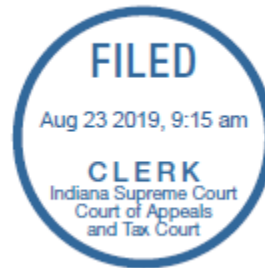 FILED
Aug 23 2019, 9:15 am
CLERK
Indiana Supreme Court
Court of Appeals
and Tax Court